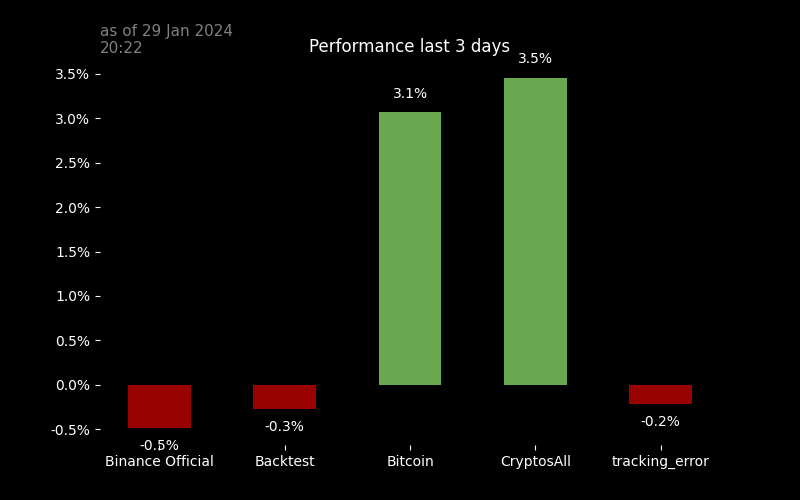 as of 29 Jan 2024
20:22
Performance last 3 days
3.5%
3.0%
2.5%
2.0%
1.5%
1.0%
0.5%
0.0%
-0.5%
-0.5%
-0.3%
3.1%
3.5%
-0.2%
Binance Official
Backtest
Bitcoin
CryptosAll
tracking_error